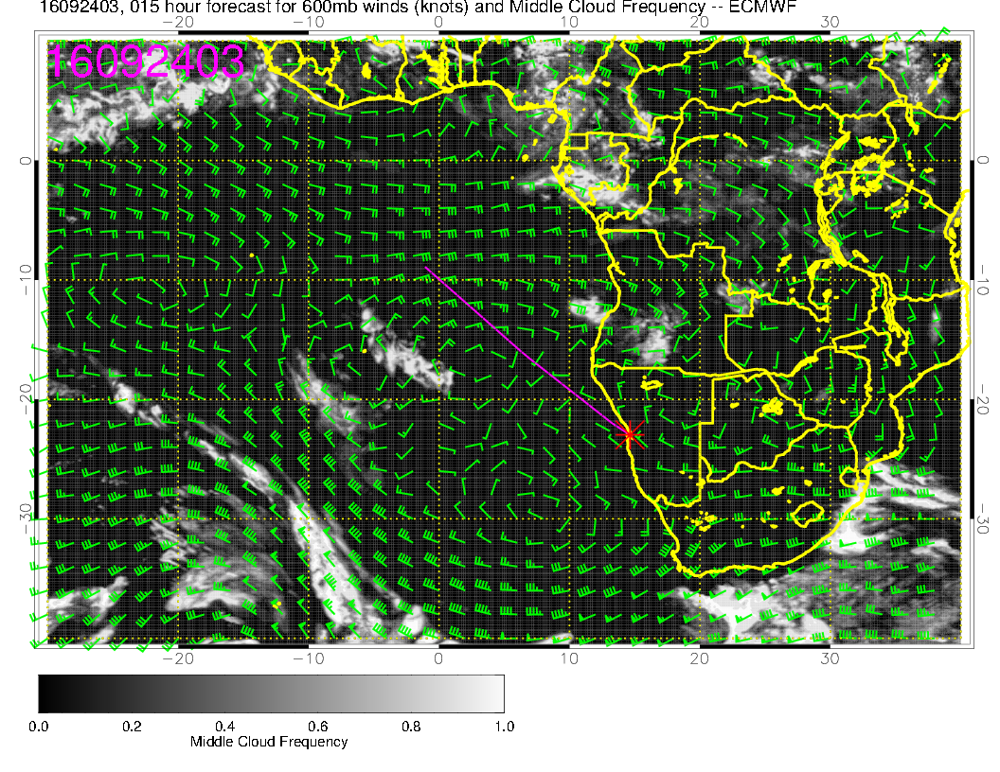 16092403, 015 hour forecast for 600mb winds (knots) and Middle Cloud Frequency -- ECMWF
−20 −10 0 10 20 30
16092403
0 0
−10 −10
−20 −20
−30 −30
−20 −10 0 10 20 30
0.0 0.2 0.4 0.6 0.8 1.0
Middle Cloud Frequency